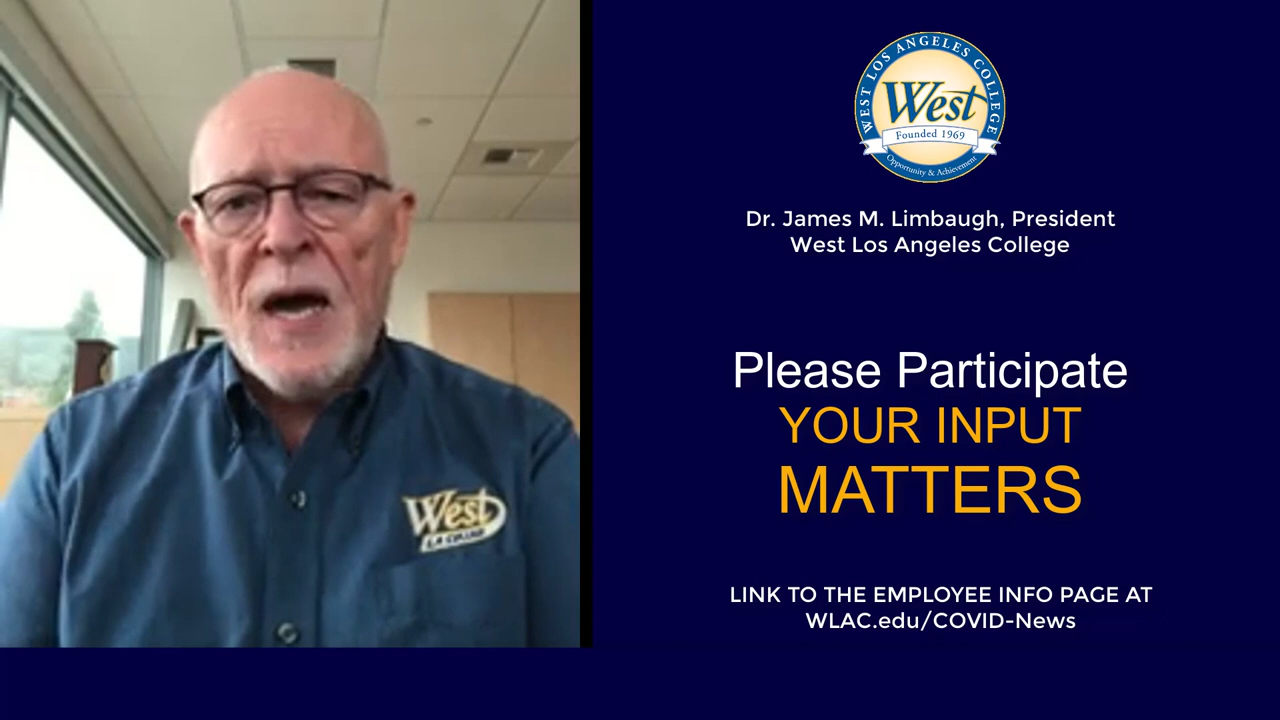 WEST LOS ANGELES COLLEGE
West
Founded 1969
Opportunity & Achievement
Dr. James M. Limbaugh, President
West Los Angeles College
Please Participate
YOUR INPUT
MATTERS
LINK TO THE EMPLOYEE INFO PAGE AT
WLAC.edu/COVID-News
West